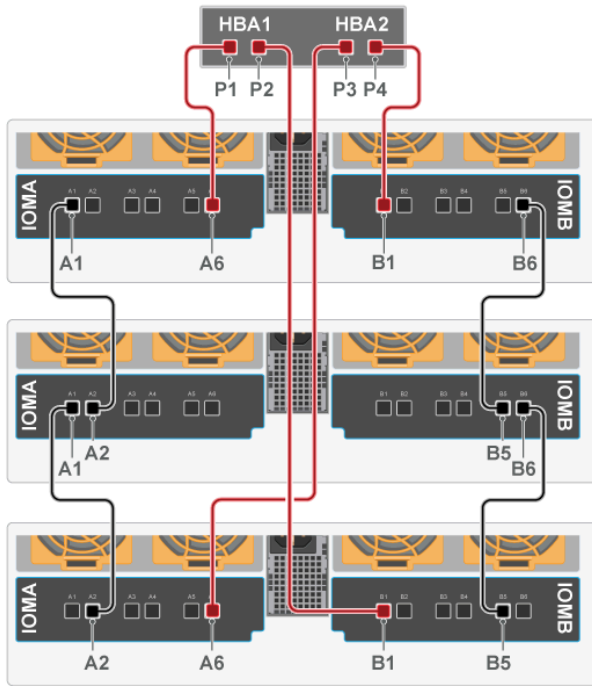 HBA1 HBA2
P1 P2 P3 P4
IOMA A1 A2 A3 A4 A5 B2 B3 B4 B5 B6 IOMB
A1 A6 B1 B6
IOMA A1 A2 A3 A4 A5 A6 B1 B2 B3 B4 B5 B6 IOMB
A1 A2 B5 B6
IOMA A1 A2 A3 A4 A5 B1 B2 B3 B4 B5 B6 IOMB
A2 A6 B1 B5